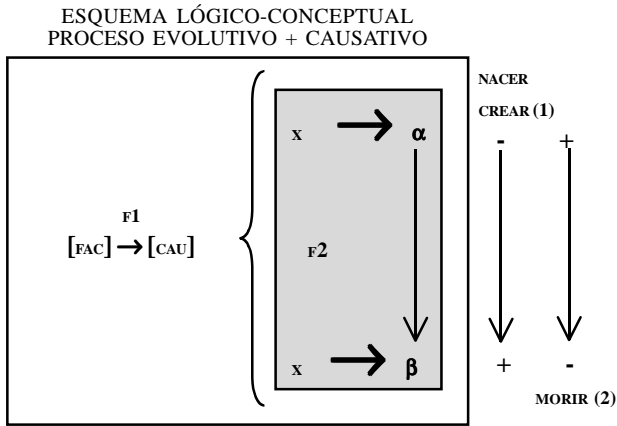 ESQUEMA LÓGICO-CONCEPTUAL
PROCESO EVOLUTIVO + CAUSATIVO
NACER
CREAR (1)
X → α
- +
F1
[FAC] → [CAU]
F2
X → β
+ -
MORIR (2)